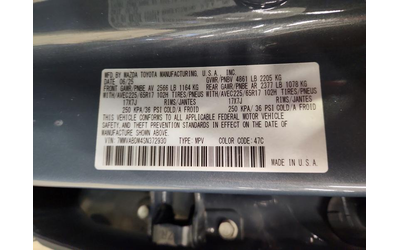 MFD. BY MAZDA TOYOTA MANUFACTURING, U.S.A., INC.
DATE 06/25 GVWR/PNBV 4861 LB 2205 KG
FRONT GAWR/PNBE AV 2566 LB 1164 KG REAR GAWR/PNBE AR 2377 LB 1078 KG
WITH/AVEC225/65R17 102H TIRES/PNEUS WITH/AVEC225/65R17 102H TIRES/PNEUS
17X7J RIMS/JANTES 17X7J RIMS/JANTES
250 KPA/36 PSI COLD/A FROID 250 KPA/36 PSI COLD/A FROID
THIS VEHICLE CONFORMS TO ALL APPLICABLE FEDERAL MOTOR
VEHICLE SAFETY AND BUMPER STANDARDS IN EFFECT ON THE DATE OF
MANUFACTURE SHOWN ABOVE.
VIN: TYPE: MPV COLOR CODE: 47C
MADE IN U.S.A.